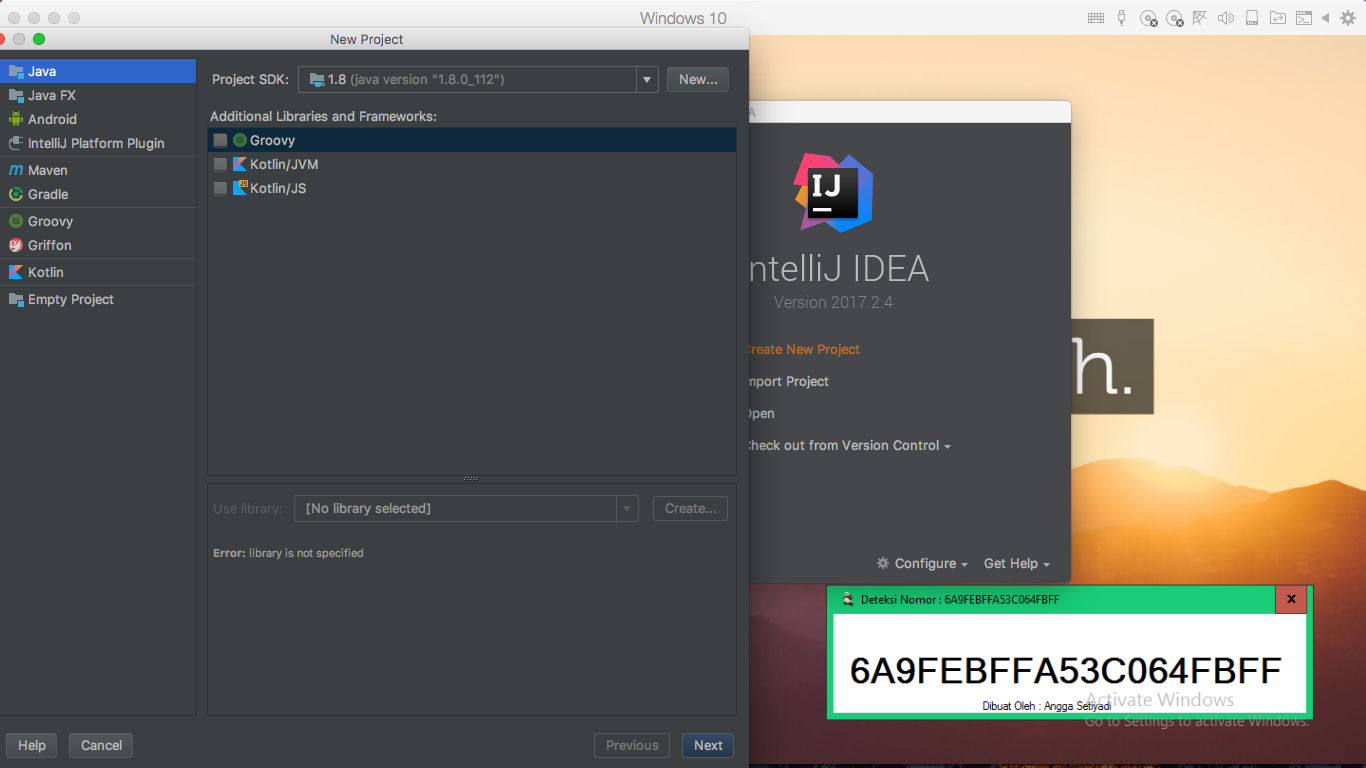 Windows 10
New Project
Java
Java FX
Android
IntelliJ Platform Plugin
Maven
Gradle
Groovy
Griffon
Kotlin
Empty Project
Project SDK: 1.8 (java version "1.8.0_112") New...
Additional Libraries and Frameworks:
Groovy
Kotlin/JVM
Kotlin/JS
Use library: [No library selected] Create...
Error: library is not specified
Help Cancel Previous Next
A
IJ
ntelliJ IDEA
Version 2017.2.4
Create New Project
mport Project
Open
Check out from Version Control
Configure Get Help
h.
Deteksi Nomor : 6A9FEBFFA53C064FBFF x
6A9FEBFFA53C064FBFF
Dibuat Oleh : Angga Setiyadi
Activate Windows
Go to Settings to activate Windows.